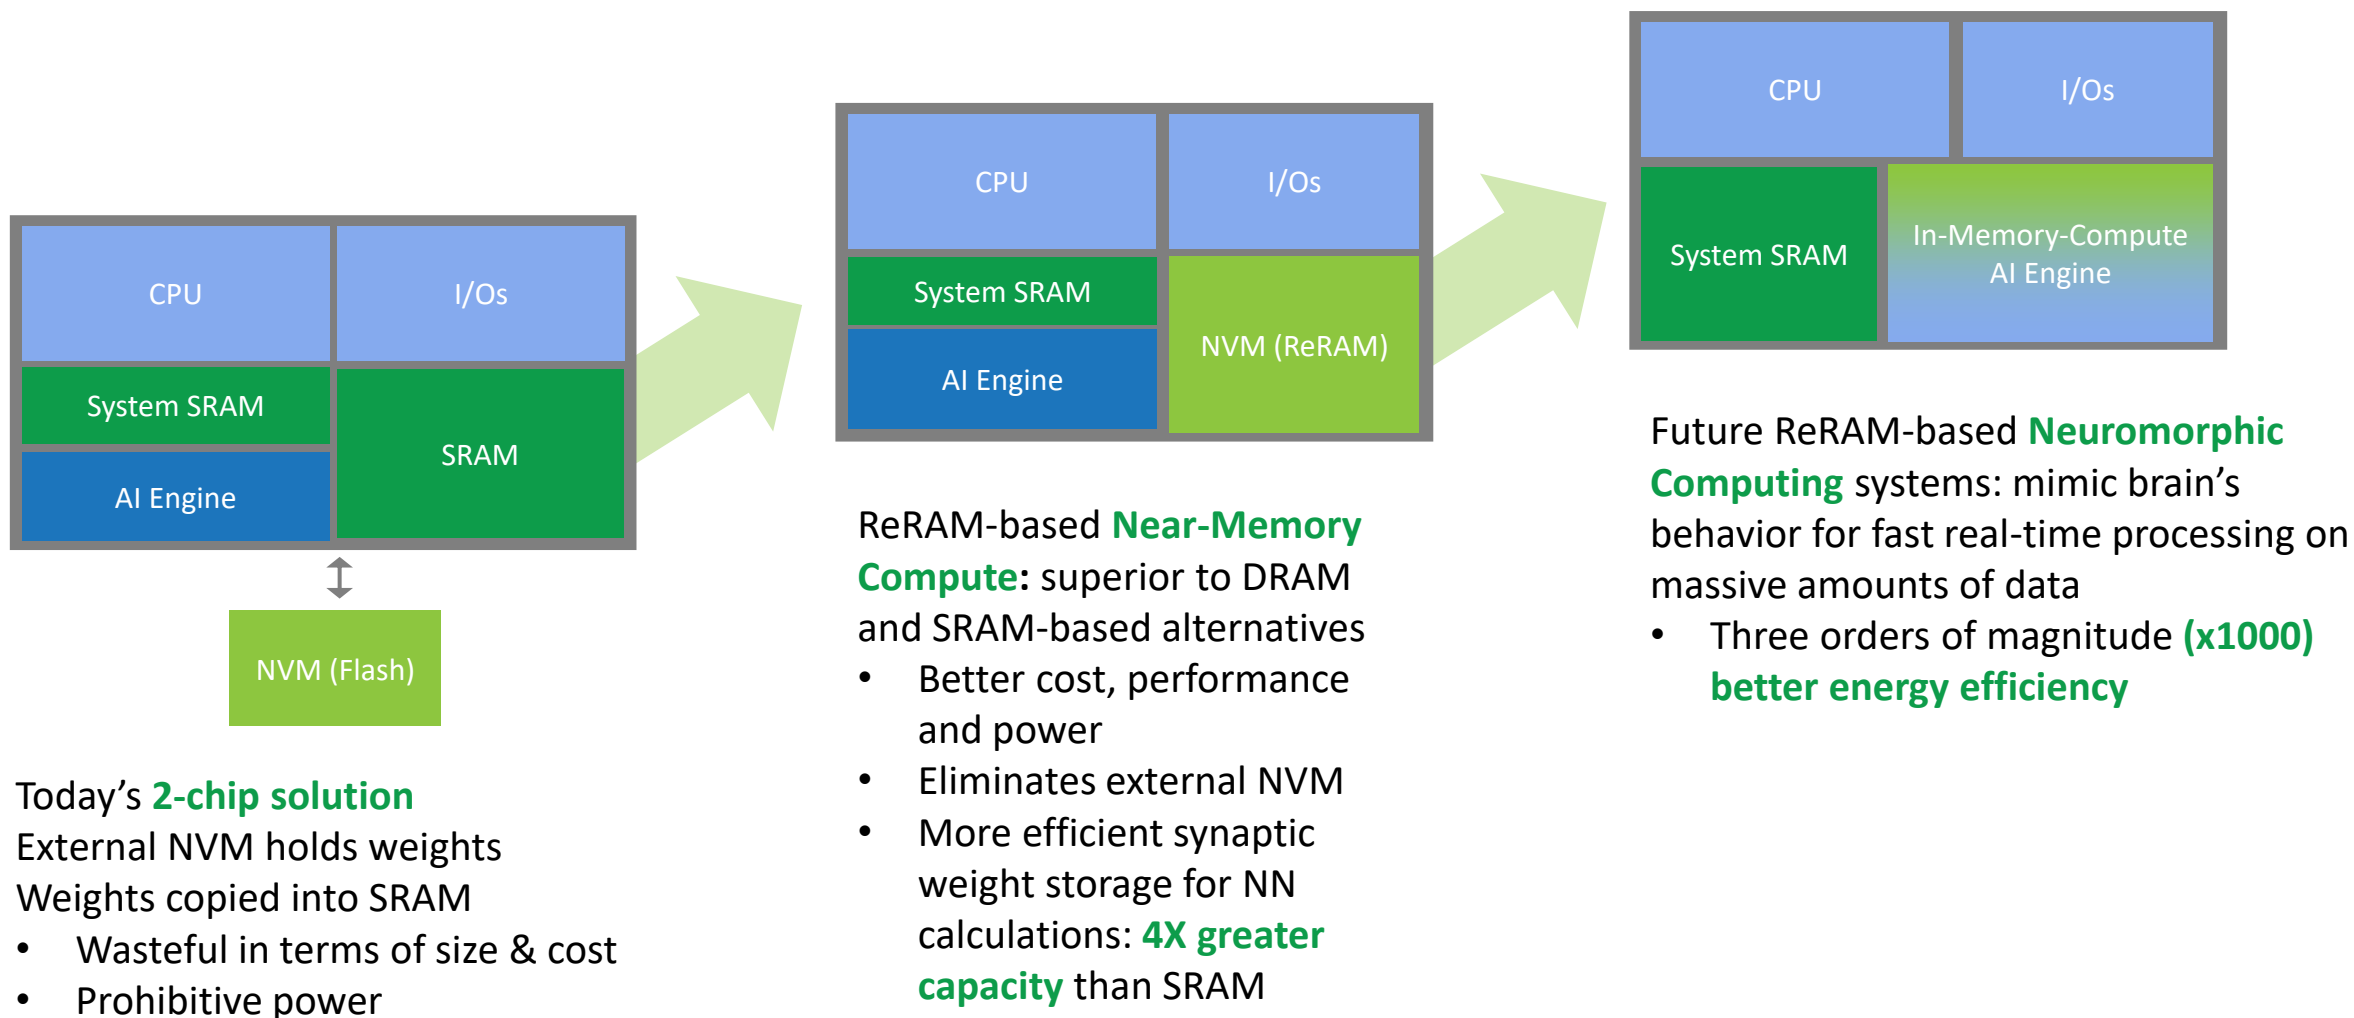 CPU
I/Os
System SRAM
SRAM
AI Engine
NVM (Flash)
Today’s 2-chip solution
External NVM holds weights
Weights copied into SRAM
• Wasteful in terms of size & cost
• Prohibitive power
CPU
I/Os
System SRAM
NVM (ReRAM)
AI Engine
ReRAM-based Near-Memory
Compute: superior to DRAM
and SRAM-based alternatives
• Better cost, performance
and power
• Eliminates external NVM
• More efficient synaptic
weight storage for NN
calculations: 4X greater
capacity than SRAM
CPU
I/Os
System SRAM
In-Memory-Compute
AI Engine
Future ReRAM-based Neuromorphic
Computing systems: mimic brain’s
behavior for fast real-time processing on
massive amounts of data
• Three orders of magnitude (x1000)
better energy efficiency